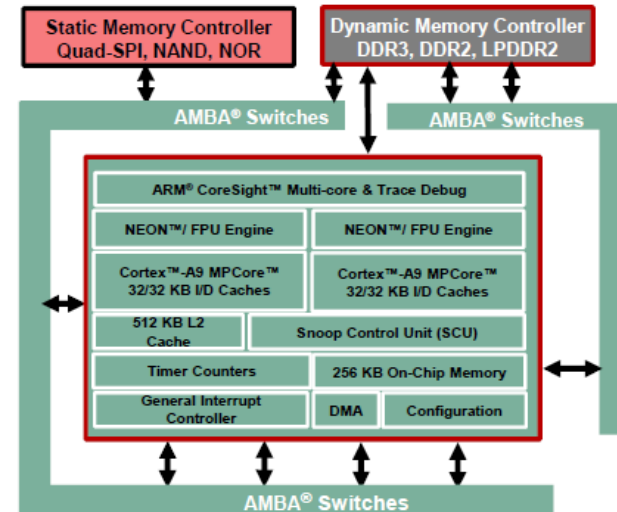 Static Memory Controller
Quad-SPI, NAND, NOR
Dynamic Memory Controller
DDR3, DDR2, LPDDR2
AMBA® Switches
AMBA® Switches
ARM® CoreSight™ Multi-core & Trace Debug
NEON™/ FPU Engine
NEON™/ FPU Engine
Cortex™-A9 MPCore™
32/32 KB I/D Caches
Cortex™-A9 MPCore™
32/32 KB I/D Caches
512 KB L2
Cache
Snoop Control Unit (SCU)
Timer Counters
256 KB On-Chip Memory
General Interrupt
Controller
DMA
Configuration
AMBA® Switches